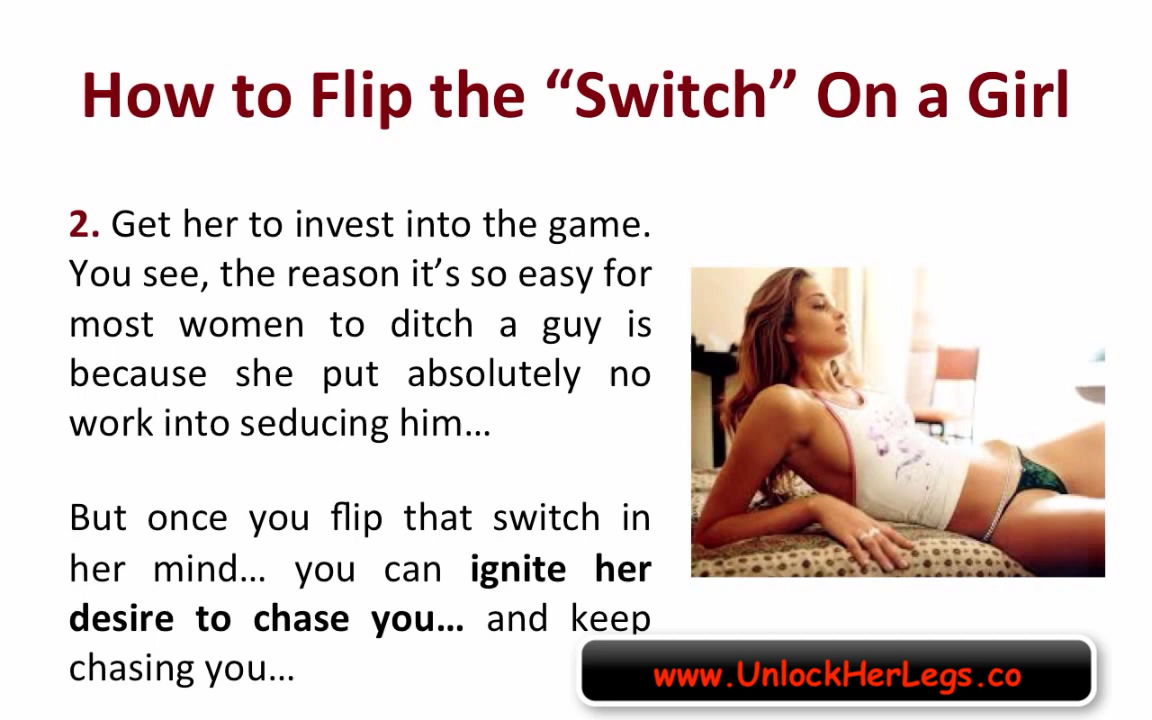 How to Flip the “Switch” On a Girl
2. Get her to invest into the game.
You see, the reason it’s so easy for
most women to ditch a guy is
because she put absolutely no
work into seducing him…
But once you flip that switch in
her mind… you can ignite her
desire to chase you… and keep
chasing you…
www.UnlockHerLegs.co